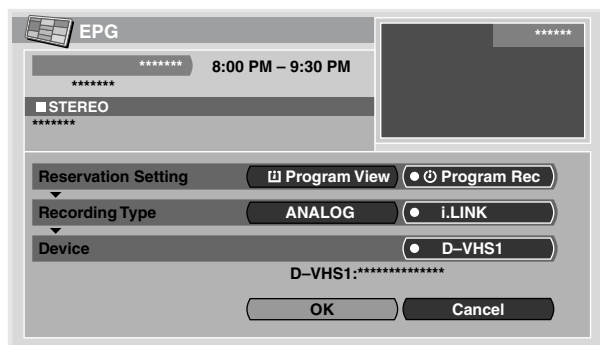 EPG
******
******* 8:00 PM – 9:30 PM
*******
STEREO
*******
Reservation Setting Program View Program Rec
Recording Type ANALOG i.LINK
Device D–VHS1
D–VHS1:**************
OK Cancel